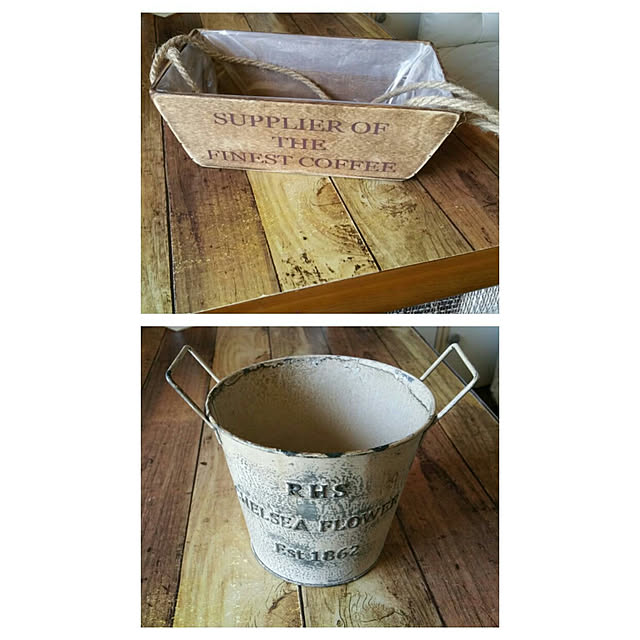 SUPPLIER OF
THE
FINEST COFFEE
RHS
HELSEA FLOWER
Est.1862